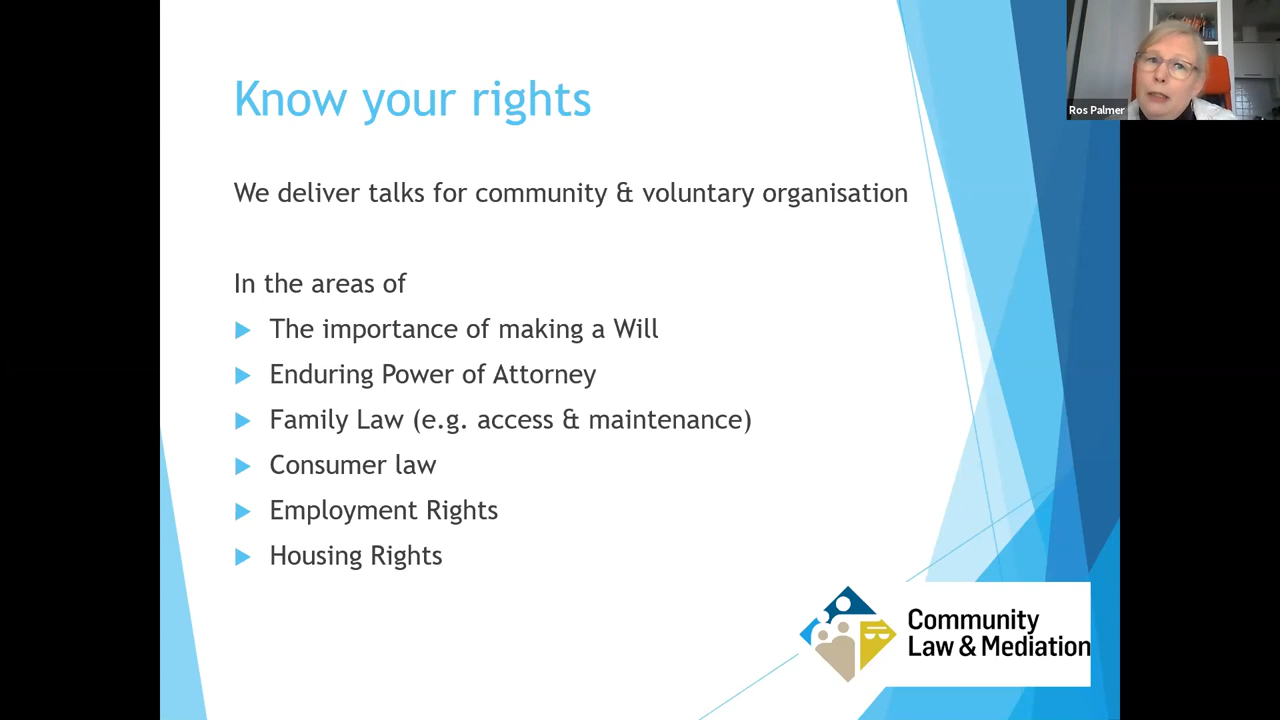 Know your rights
Ros Palmer
We deliver talks for community & voluntary organisation
In the areas of
The importance of making a Will
Enduring Power of Attorney
Family Law (e.g. access & maintenance)
Consumer law
Employment Rights
Housing Rights
Community
Law & Mediation